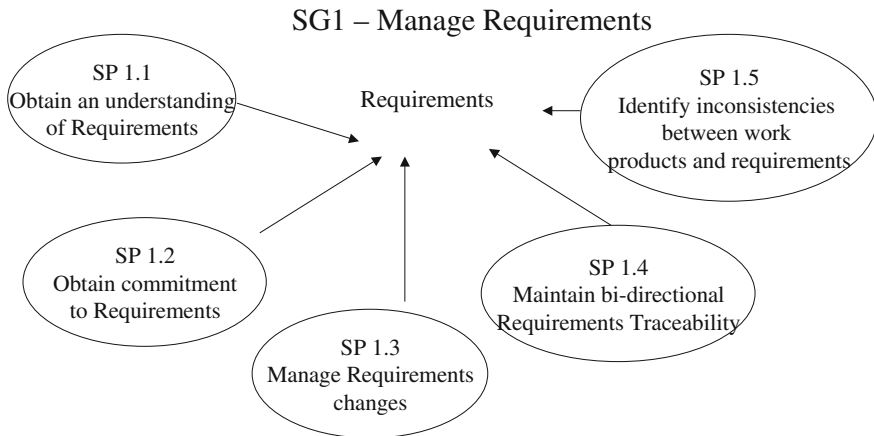 SG1 – Manage Requirements
SP 1.1
Obtain an understanding
of Requirements
Requirements
SP 1.5
Identify inconsistencies
between work
products and requirements
SP 1.2
Obtain commitment
to Requirements
SP 1.4
Maintain bi-directional
Requirements Traceability
SP 1.3
Manage Requirements
changes